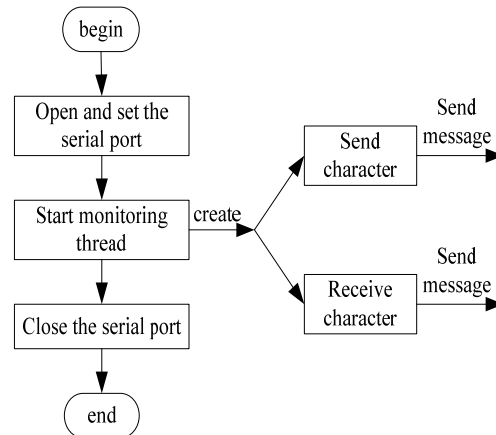 begin
Open and set the
serial port
Start monitoring
thread
create
Close the serial port
end
Send
character
Send
message
Receive
character
Send
message